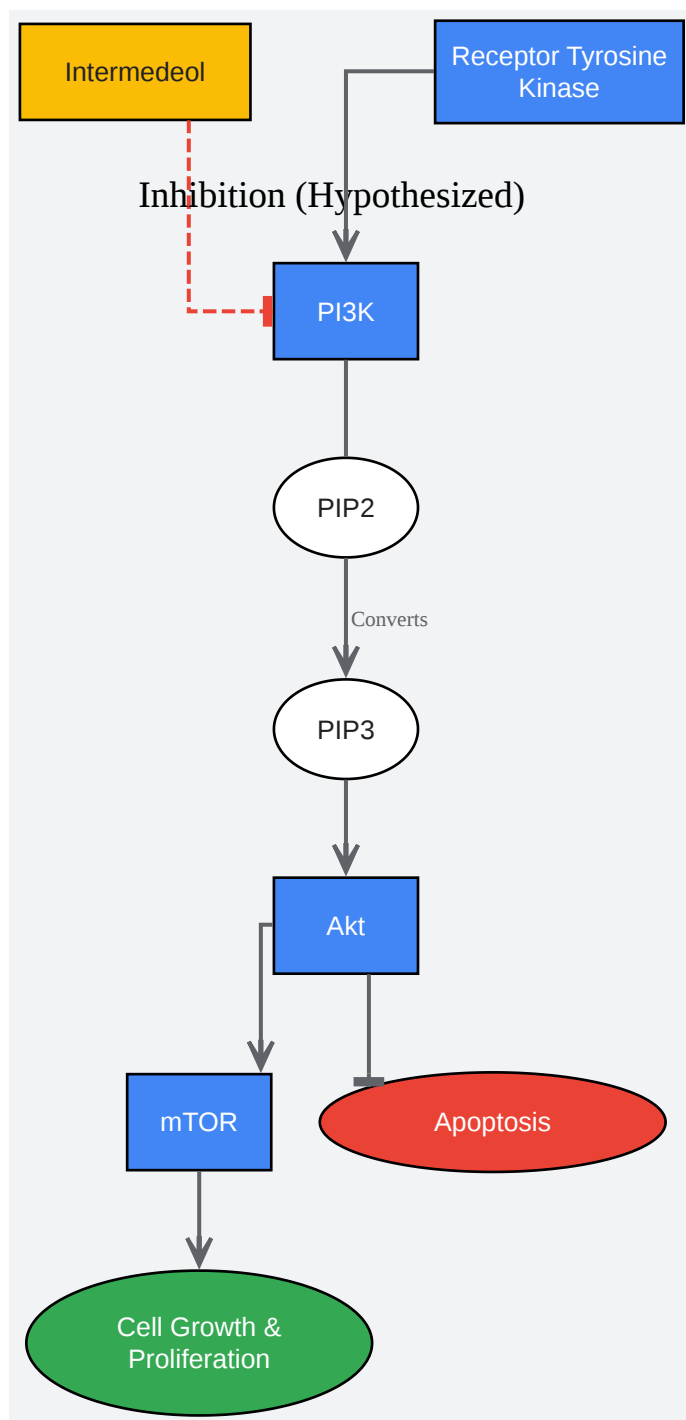 Intermedeol
Receptor Tyrosine
Kinase
Inhibition (Hypothesized)
PI3K
PIP2
Converts
PIP3
Akt
mTOR
Apoptosis
Cell Growth &
Proliferation